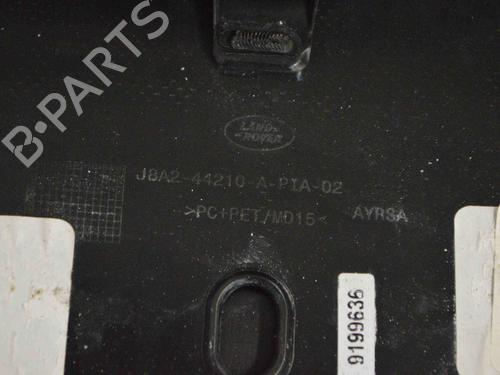 B·PARTS
LAND-
-ROVER
J8A2-44210-A-PIA-02
>PC+PET/MD15<
AYRSA
9199636